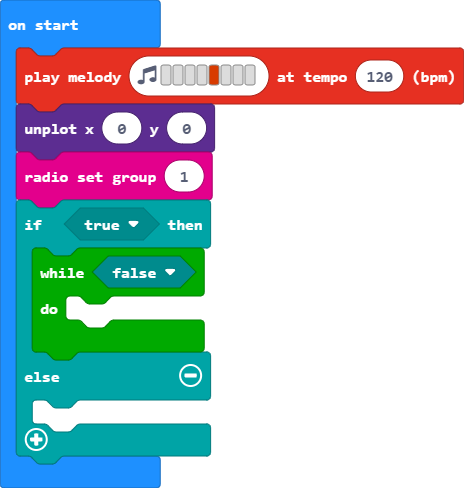 on start
play melody at tempo 120 (bpm)
unplot x 0 y 0
radio set group 1
if true then
while false
do
else